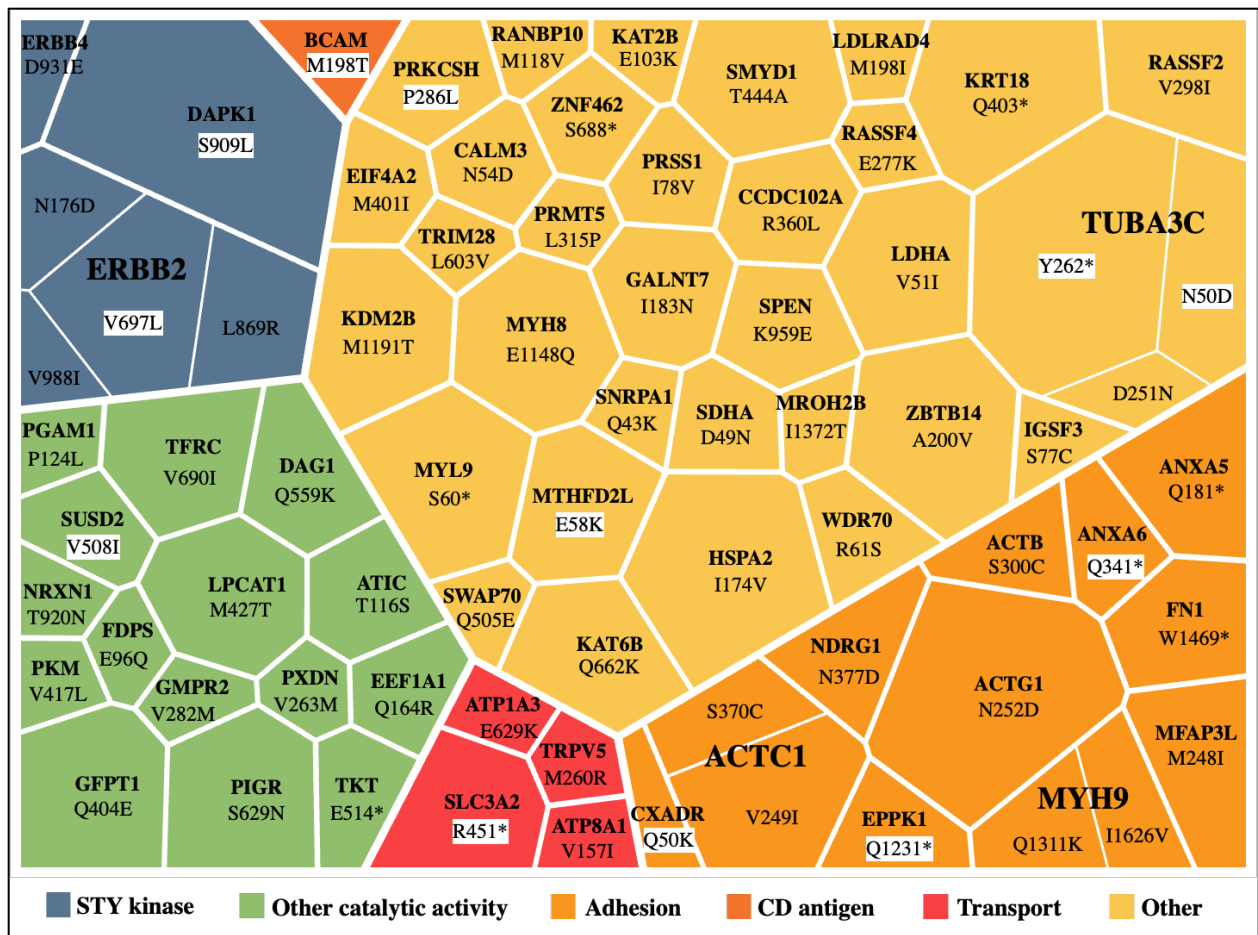 ERBB4
D931E
DAPK1
S909L
N176D
ERBB2
V697L
L869R
V988I
BCAM
M198T
PRKCSH
P286L
RANBP10
M118V
KAT2B
E103K
SMYD1
T444A
LDLRAD4
M198I
KRT18
Q403*
RASSF2
V298I
ZNF462
S688*
RASSF4
E277K
CALM3
N54D
PRSS1
I78V
EIF4A2
M401I
CCDC102A
R360L
PRMT5
L315P
TRIM28
L603V
TUBA3C
Y262*
N50D
D251N
LDHA
V51I
GALNT7
I183N
SPEN
K959E
KDM2B
M1191T
MYH8
E1148Q
SNRPA1
Q43K
SDHA
D49N
MROH2B
I1372T
ZBTB14
A200V
IGSF3
S77C
MYL9
S60*
MTHFD2L
E58K
WDR70
R61S
HSPA2
I174V
SWAP70
Q505E
KAT6B
Q662K
PGAM1
P124L
TFRC
V690I
DAG1
Q559K
SUSD2
V508I
NRXN1
T920N
LPCAT1
M427T
ATIC
T116S
FDPS
E96Q
PKM
V417L
GMPR2
V282M
PXDN
V263M
EEF1A1
Q164R
GFPT1
Q404E
PIGR
S629N
TKT
E514*
ATP1A3
E629K
TRPV5
M260R
SLC3A2
R451*
ATP8A1
V157I
ANXA5
Q181*
ACTB
S300C
ANXA6
Q341*
FN1
W1469*
NDRG1
N377D
ACTG1
N252D
S370C
ACTC1
V249I
MFAP3L
M248I
CXADR
Q50K
EPPK1
Q1231*
MYH9
Q1311K
I1626V
STY kinase
Other catalytic activity
Adhesion
CD antigen
Transport
Other